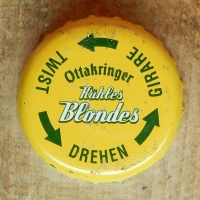 Ottakringer
Kühles
Blondes
TWIST
GIRARE
DREHEN